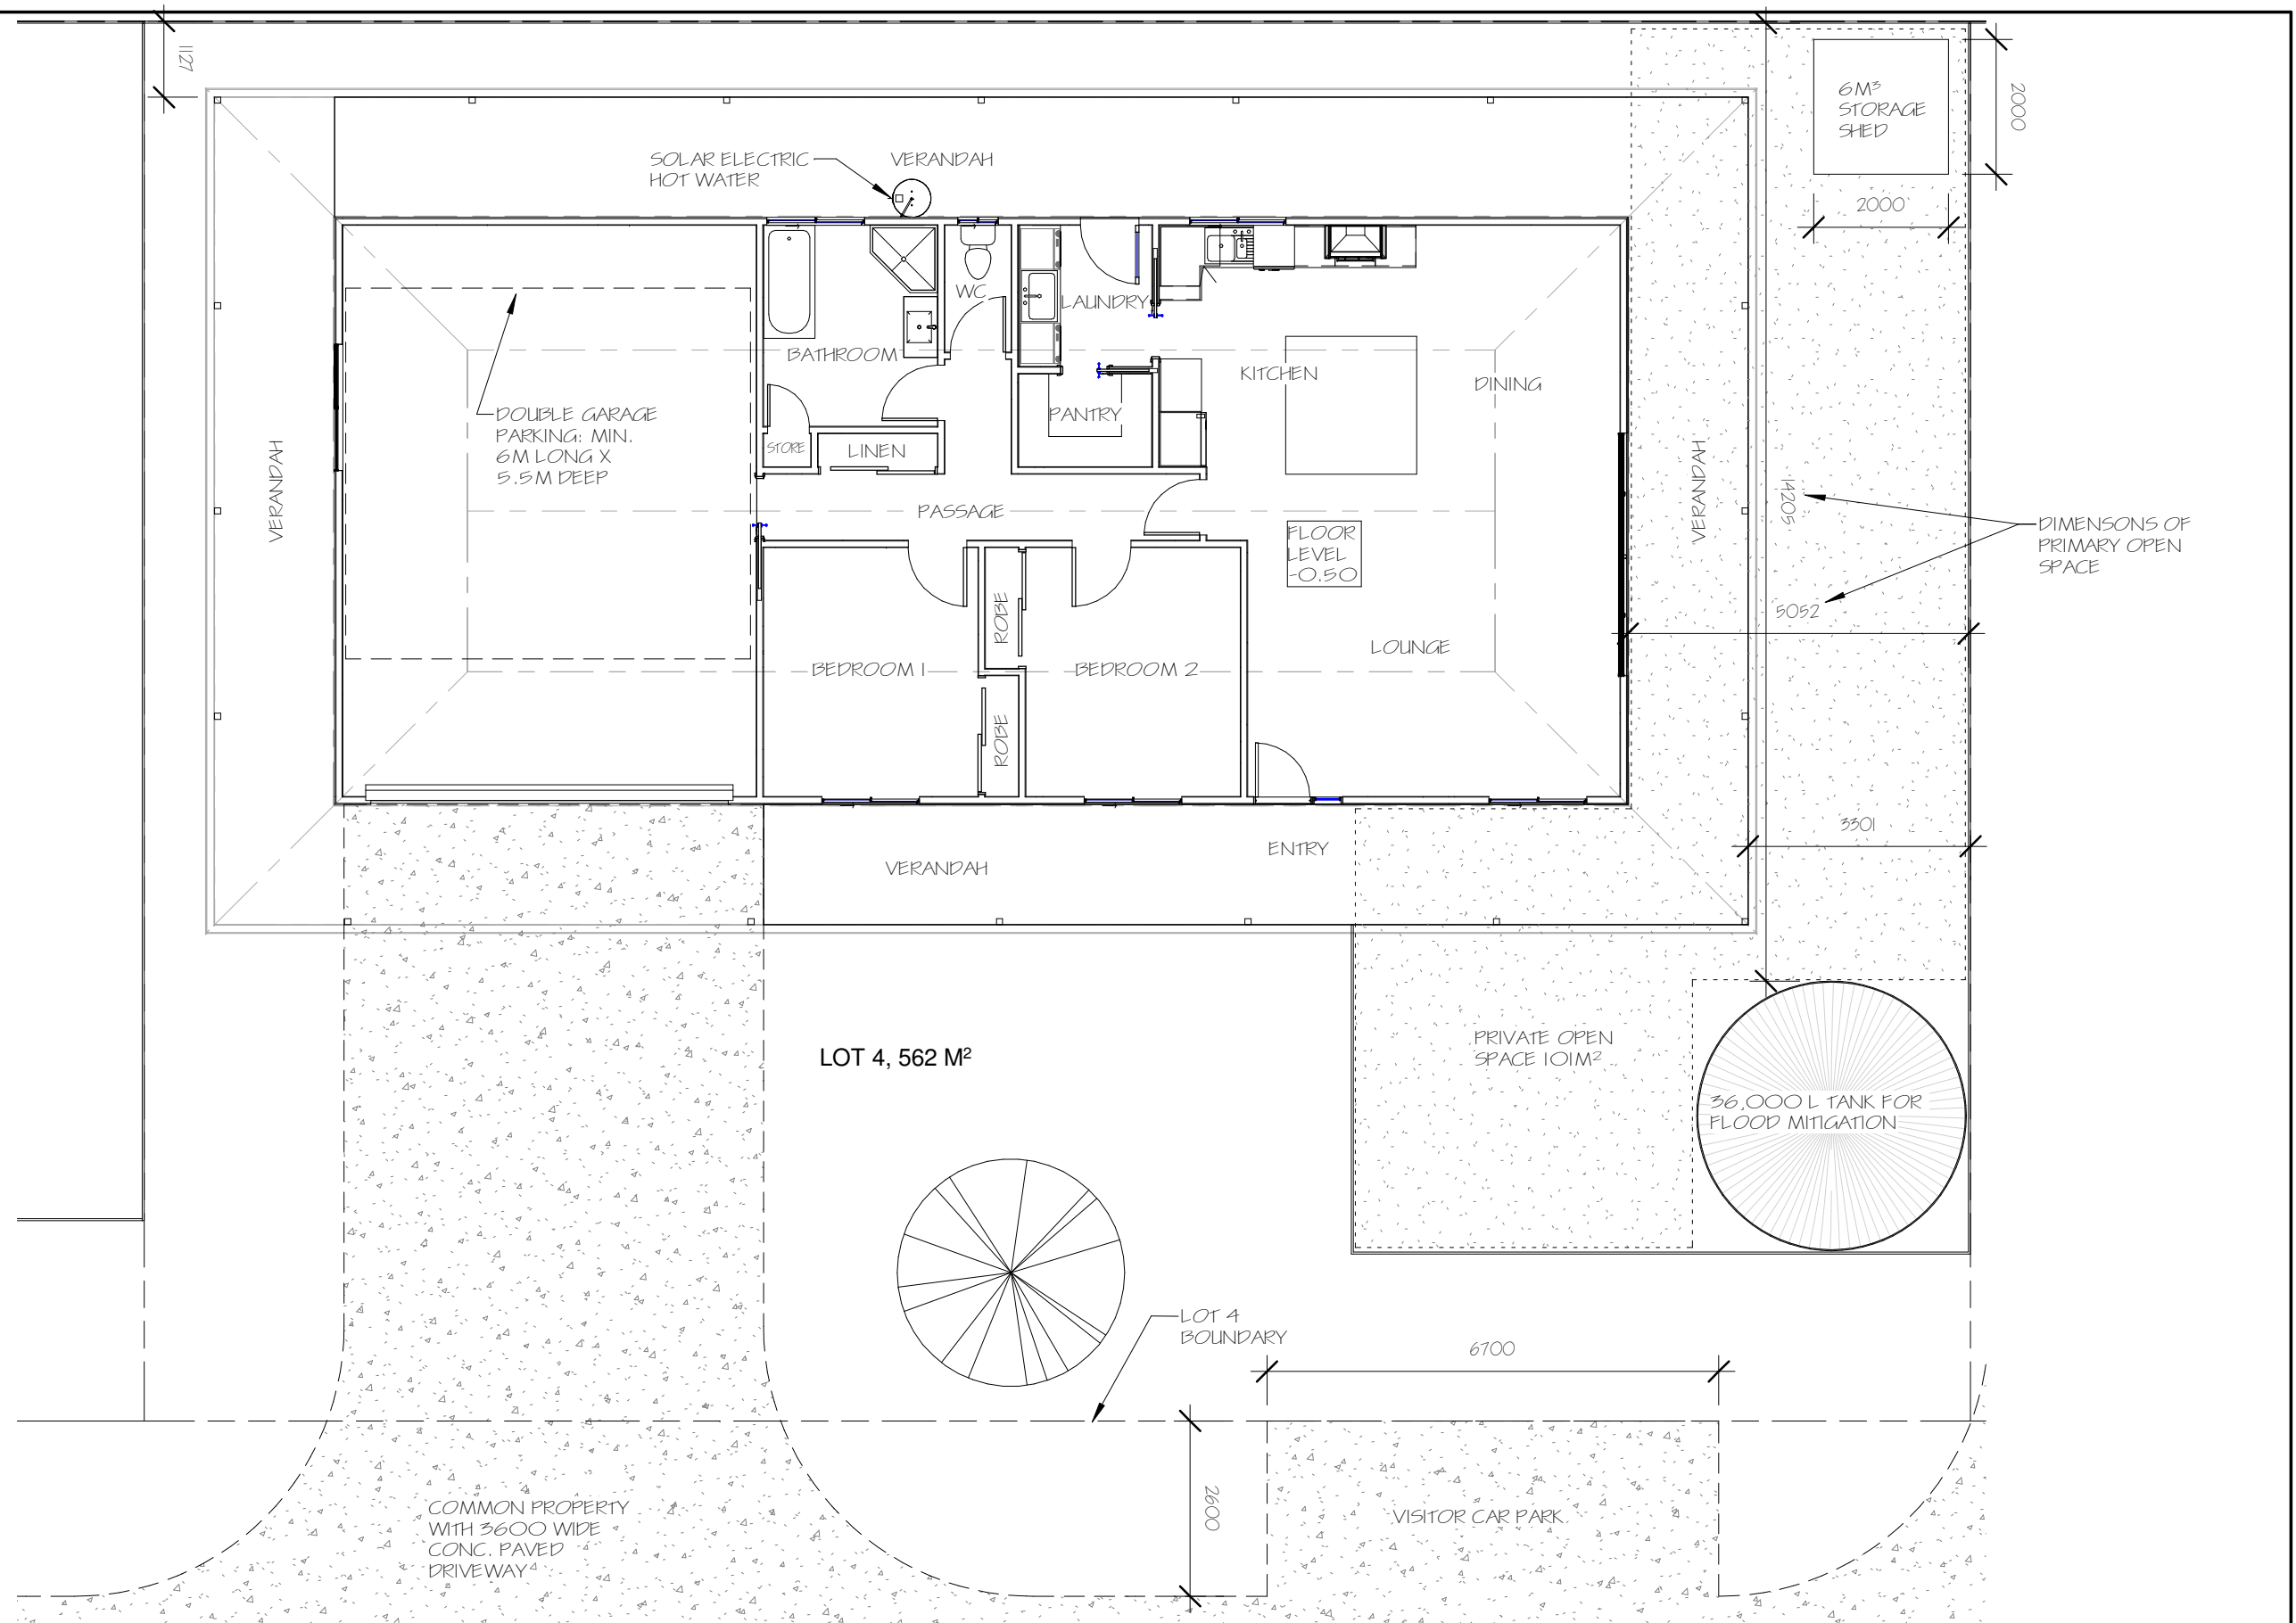 1127
6M³
STORAGE
SHED
2000
2000
SOLAR ELECTRIC
HOT WATER
VERANDAH
WC
LAUNDRY
BATHROOM
KITCHEN
DINING
DOUBLE GARAGE
PARKING: MIN.
6M LONG X
5.5M DEEP
PANTRY
STORE
LINEN
VERANDAH
VERANDAH
14205
PASSAGE
FLOOR
LEVEL
-0.50
DIMENSONS OF
PRIMARY OPEN
SPACE
5052
ROBE
LOUNGE
BEDROOM 1
BEDROOM 2
ROBE
3301
ENTRY
VERANDAH
LOT 4, 562 M²
PRIVATE OPEN
SPACE 101M²
36,000 L TANK FOR
FLOOD MITIGATION
LOT 4
BOUNDARY
6700
2600
COMMON PROPERTY
WITH 3600 WIDE
CONC. PAVED
DRIVEWAY
VISITOR CAR PARK